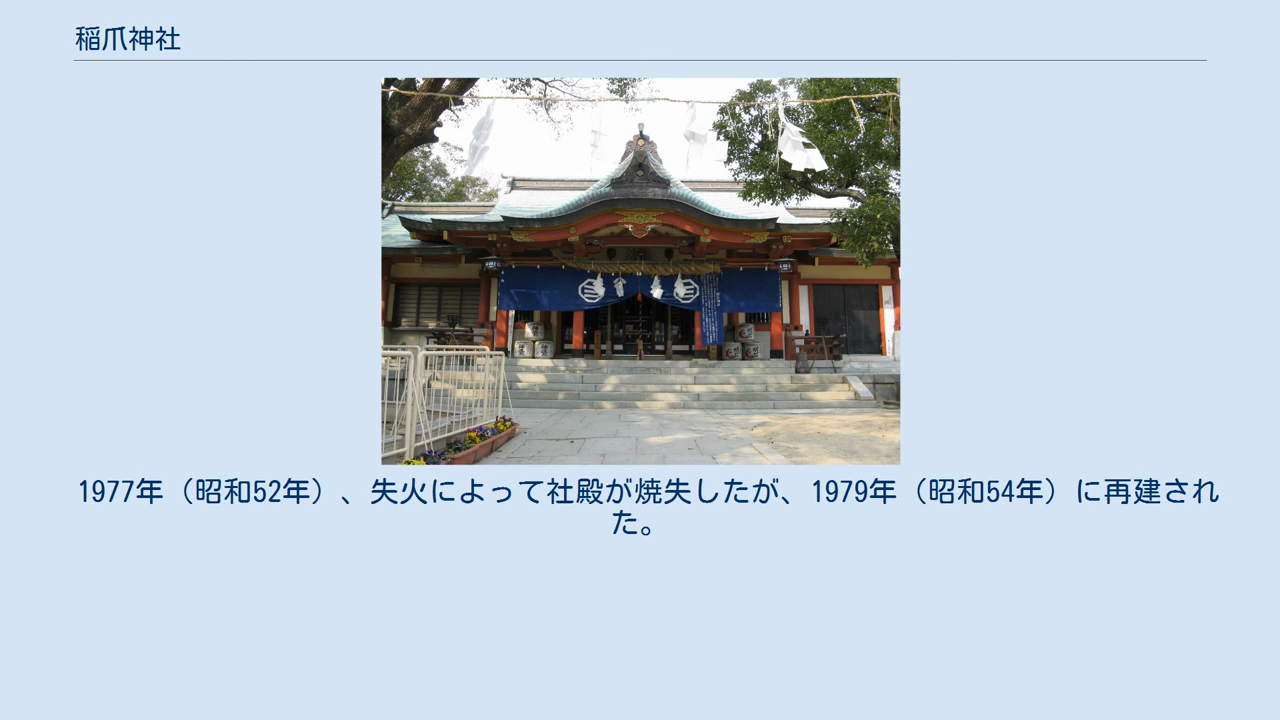 稲爪神社
1977年（昭和52年）、失火によって社殿が焼失したが、1979年（昭和54年）に再建され
た。